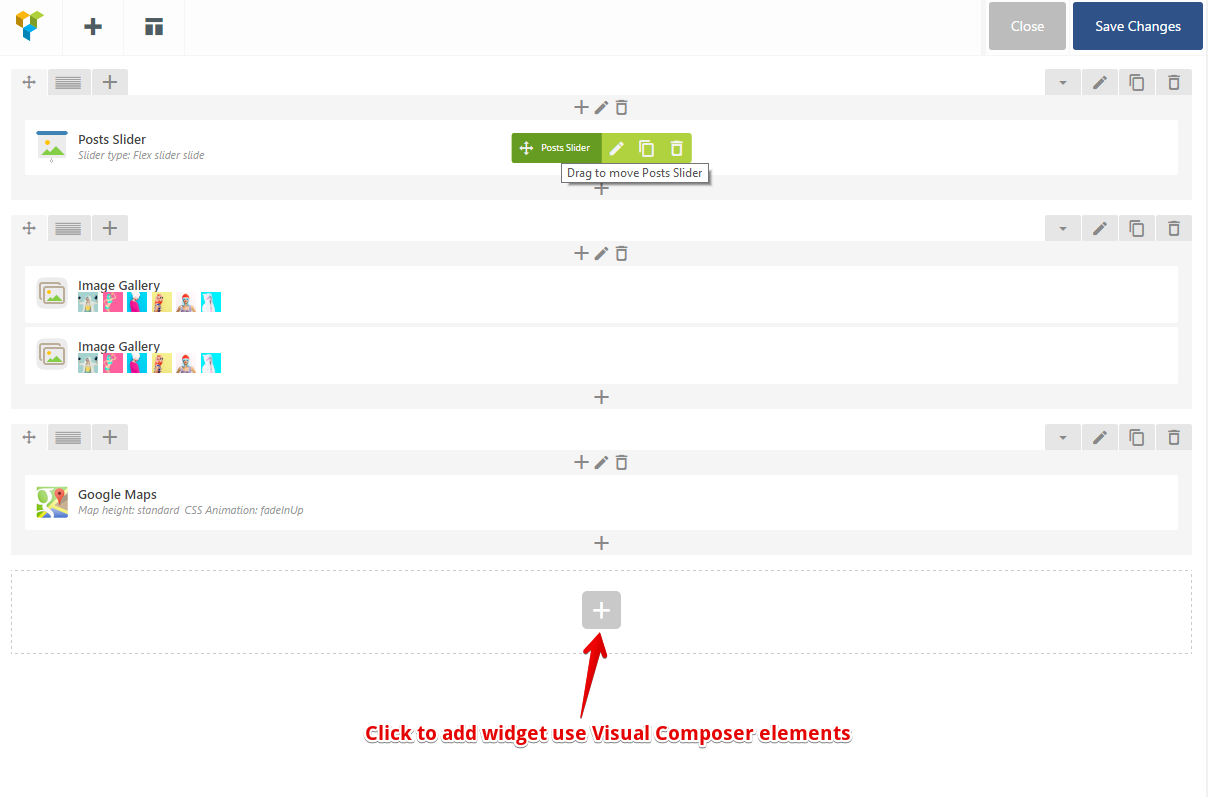 Close
Save Changes
Posts Slider
Slider type: Flex slider slide
Posts Slider
Drag to move Posts Slider
Image Gallery
Image Gallery
Google Maps
Map height: standard  CSS Animation: fadeInUp
Click to add widget use Visual Composer elements